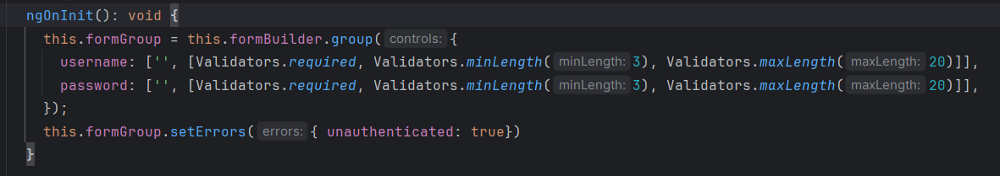 ngOnInit(): void {
this.formGroup = this.formBuilder.group( controls: {
username: ['', [Validators.required, Validators.minLength( minLength: 3), Validators.maxLength( maxLength: 20)]],
password: ['', [Validators.required, Validators.minLength( minLength: 3), Validators.maxLength( maxLength: 20)]],
});
this.formGroup.setErrors( errors: { unauthenticated: true})
}